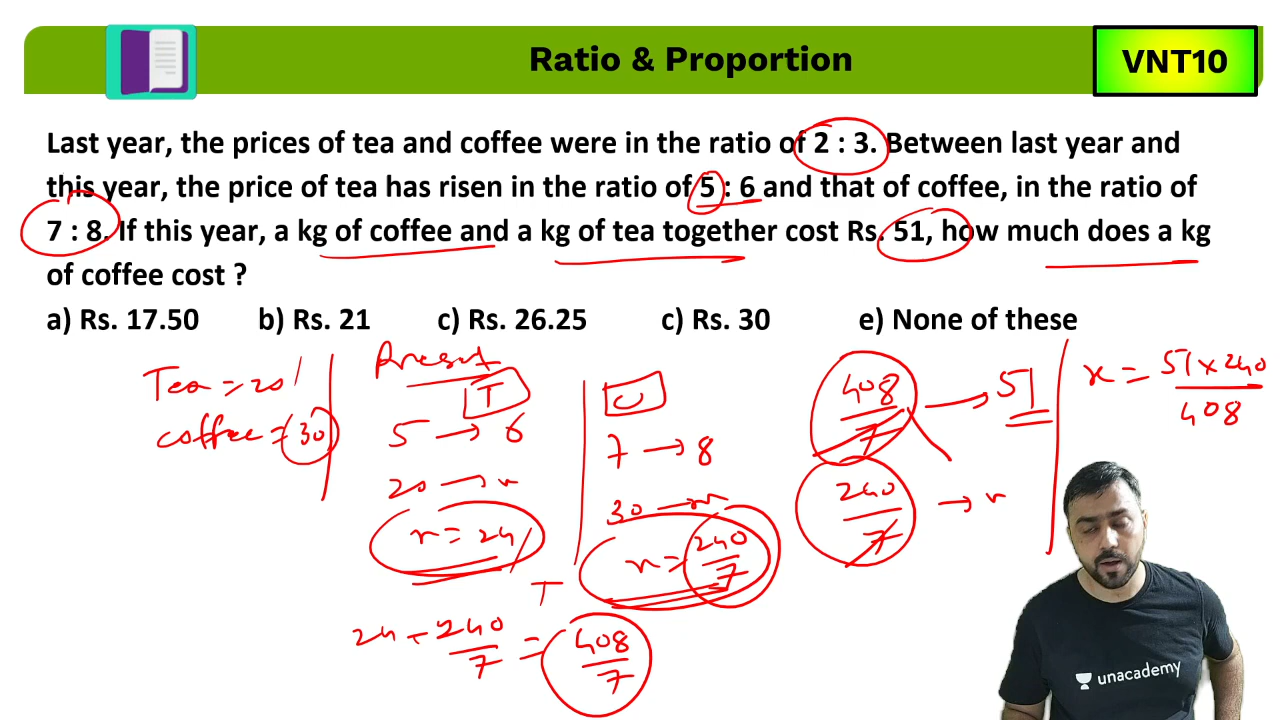 Ratio & Proportion
VNT10
Last year, the prices of tea and coffee were in the ratio of 2 : 3. Between last year and
this year, the price of tea has risen in the ratio of 5 : 6 and that of coffee, in the ratio of
7 : 8. If this year, a kg of coffee and a kg of tea together cost Rs. 51, how much does a kg
of coffee cost ?
a) Rs. 17.50 b) Rs. 21 c) Rs. 26.25 c) Rs. 30 e) None of these
Tea = 20
coffee = 30
Present
T
5 → 6
20 → x
x = 24
C
7 → 8
30 → x
x = 240/7
T
24 + 240/7 = 408/7
408/7 → 51
240/7 → x
x = 51 x 240 / 408
unacademy